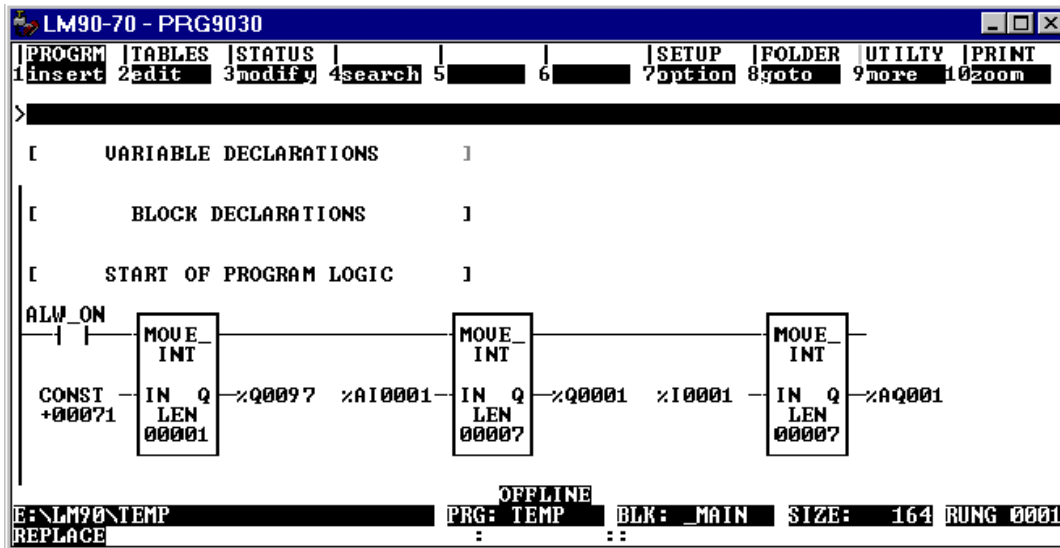 LM90-70 - PRG9030
|PROGRM |TABLES |STATUS | | | |SETUP |FOLDER |UTILTY |PRINT
1insert 2edit 3modify 4search 5 6 7option 8goto 9more 10zoom
>
[ VARIABLE DECLARATIONS ]
[ BLOCK DECLARATIONS ]
[ START OF PROGRAM LOGIC ]
ALW_ON
MOVE_ MOVE_ MOVE_
INT INT INT
CONST IN Q %Q0097 %AI0001 IN Q %Q0001 %I0001 IN Q %AQ001
+00071 LEN LEN LEN
00001 00007 00007
OFFLINE
E:\LM90\TEMP PRG: TEMP BLK: _MAIN SIZE: 164 RUNG 0001
REPLACE : ::